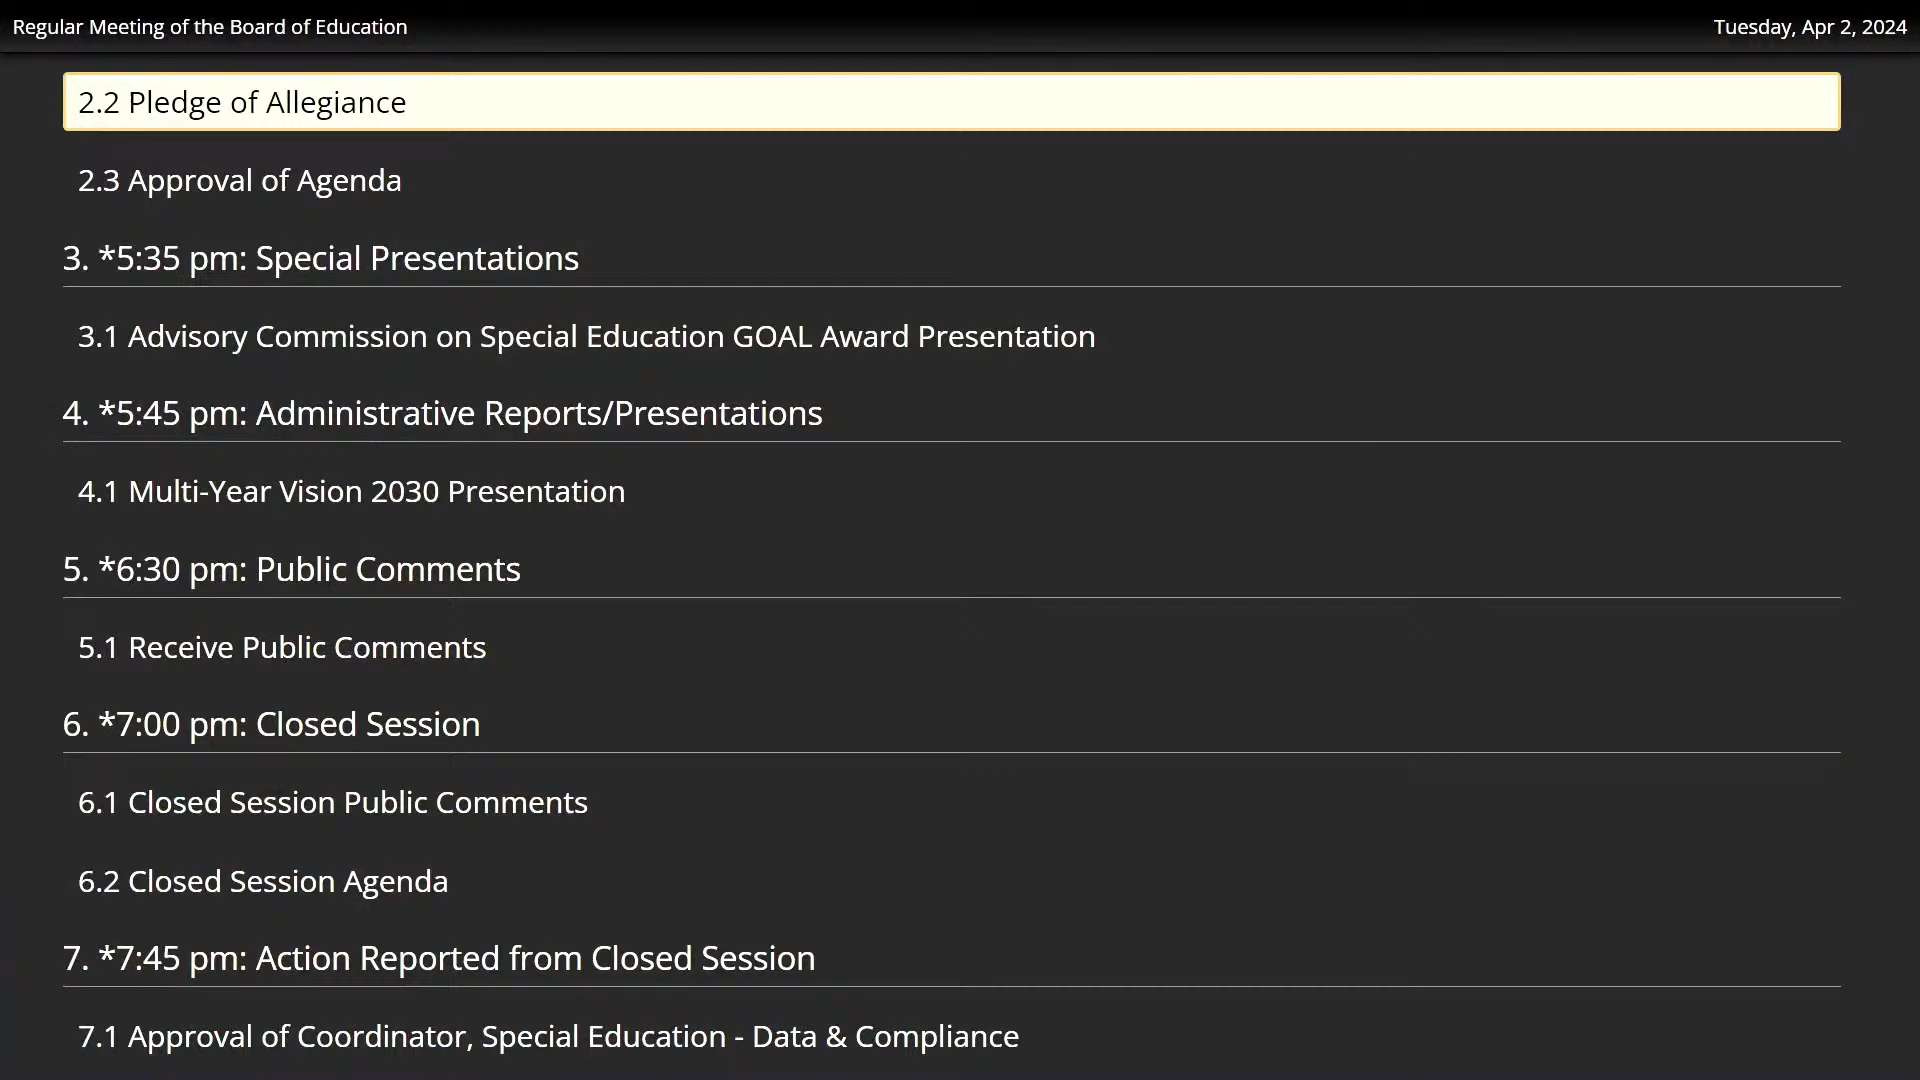 Regular Meeting of the Board of Education
Tuesday, Apr 2, 2024
2.2 Pledge of Allegiance
2.3 Approval of Agenda
3. *5:35 pm: Special Presentations
3.1 Advisory Commission on Special Education GOAL Award Presentation
4. *5:45 pm: Administrative Reports/Presentations
4.1 Multi-Year Vision 2030 Presentation
5. *6:30 pm: Public Comments
5.1 Receive Public Comments
6. *7:00 pm: Closed Session
6.1 Closed Session Public Comments
6.2 Closed Session Agenda
7. *7:45 pm: Action Reported from Closed Session
7.1 Approval of Coordinator, Special Education - Data & Compliance